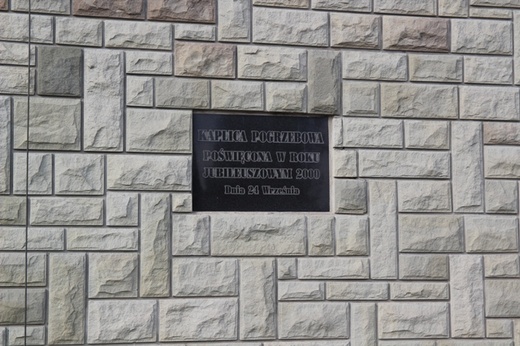 KAPLICA POGRZEBOWA
POŚWIĘCONA W ROKU
JUBILEUSZOWYM 2000
Dnia 24 Września